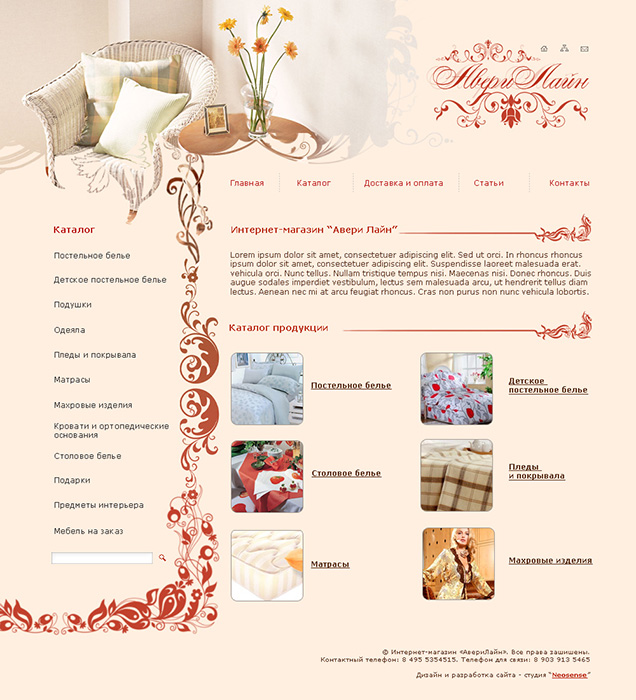 Авери Лайн
Главная
Каталог
Доставка и оплата
Статьи
Контакты
Каталог
Постельное белье
Детское постельное белье
Подушки
Одеяла
Пледы и покрывала
Матрасы
Махровые изделия
Кровати и ортопедические
основания
Столовое белье
Подарки
Предметы интерьера
Мебель на заказ
Интернет-магазин “Авери Лайн”
Lorem ipsum dolor sit amet, consectetuer adipiscing elit. Sed ut orci. In rhoncus rhoncus
ipsum dolor sit amet, consectetuer adipiscing elit. Suspendisse laoreet malesuada erat.
vehicula orci. Nunc tellus. Nullam tristique tempus nisi. Maecenas nisi. Donec rhoncus. Duis
augue sodales imperdiet vestibulum, lectus sem malesuada arcu, ut hendrerit tellus diam
lectus. Aenean nec mi at arcu feugiat rhoncus. Cras non purus non nunc vehicula lobortis.
Каталог продукции
Постельное белье
Детское
постельное белье
Столовое белье
Пледы
и покрывала
Матрасы
Махровые изделия
© Интернет-магазин «АвериЛайн». Все права зашишены.
Контактный телефон: 8 495 5354515. Телефон для связи: 8 903 913 5465
Дизайн и разработка сайта - студия “Neosense”